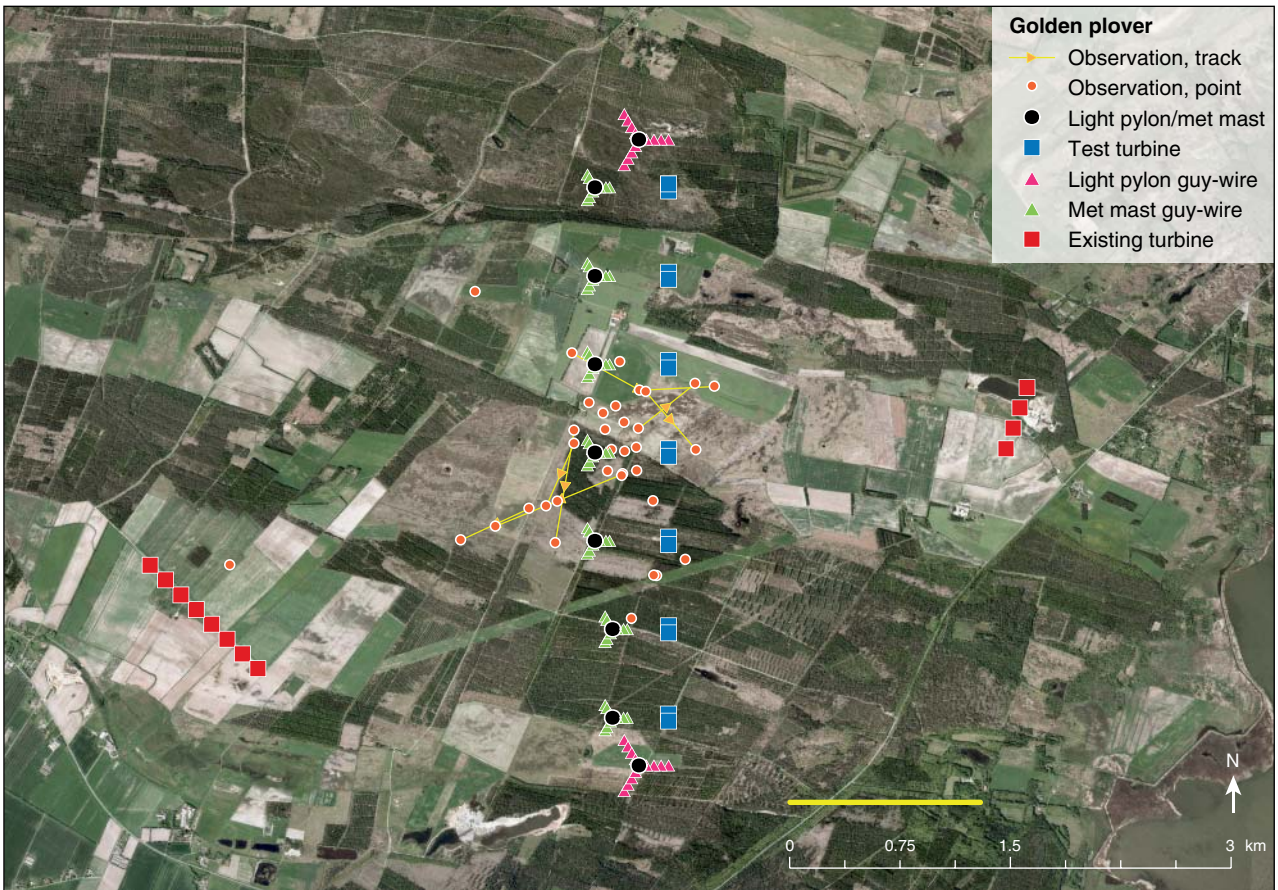 Golden plover
Observation, track
Observation, point
Light pylon/met mast
Test turbine
Light pylon guy-wire
Met mast guy-wire
Existing turbine
N
0 0.75 1.5 3 km